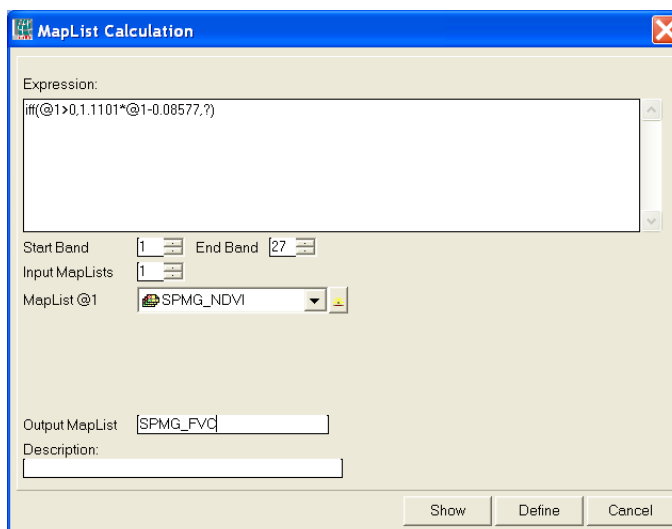 MapList Calculation
Expression:
iff(@1>0,1.1101*@1-0.08577,?)
Start Band 1 End Band 27
Input MapLists 1
MapList @1 SPMG_NDVI
Output MapList SPMG_FVC
Description:
Show Define Cancel